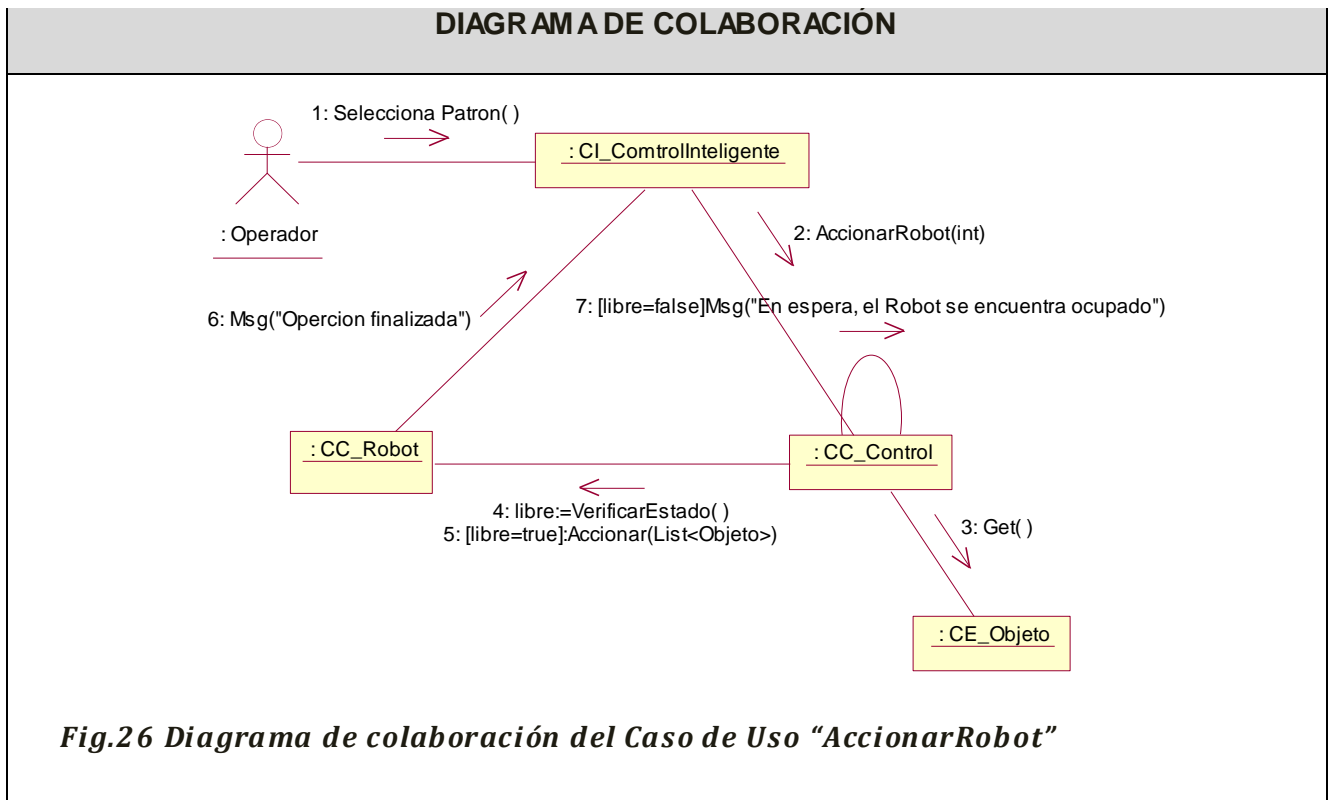 DIAGRAMA DE COLABORACIÓN
1: Selecciona Patron( )
: CI_ComtrolInteligente
: Operador
2: AccionarRobot(int)
6: Msg("Opercion finalizada")
7: [libre=false]Msg("En espera, el Robot se encuentra ocupado")
: CC_Robot
: CC_Control
4: libre:=VerificarEstado( )
5: [libre=true]:Accionar(List<Objeto>)
3: Get( )
: CE_Objeto
Fig.26 Diagrama de colaboración del Caso de Uso “AccionarRobot”